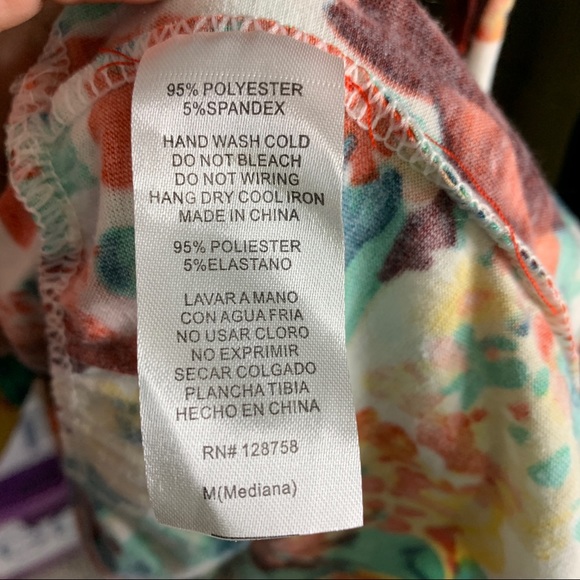 95% POLYESTER
5%SPANDEX
HAND WASH COLD
DO NOT BLEACH
DO NOT WIRING
HANG DRY COOL IRON
MADE IN CHINA
95% POLIESTER
5%ELASTANO
LAVAR A MANO
CON AGUA FRIA
NO USAR CLORO
NO EXPRIMIR
SECAR COLGADO
PLANCHA TIBIA
HECHO EN CHINA
RN# 128758
M(Mediana)